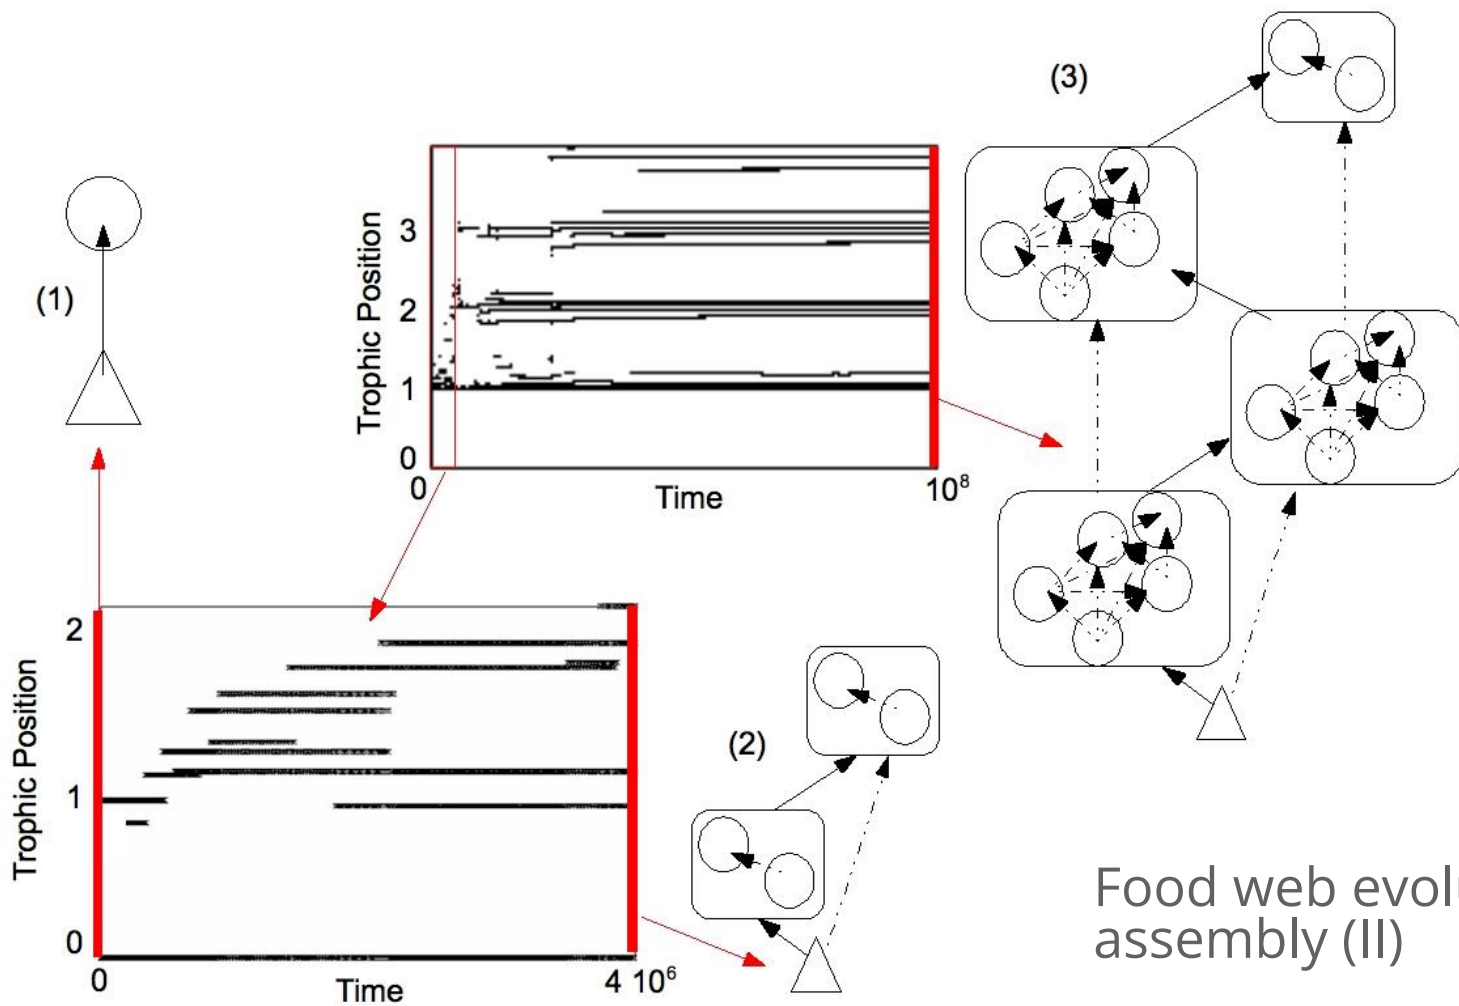 (3)
(1)
Trophic Position
3
2
1
0
0
Time
10⁸
Trophic Position
2
1
0
0
Time
4 10⁶
(2)
Food web evolu
assembly (II)